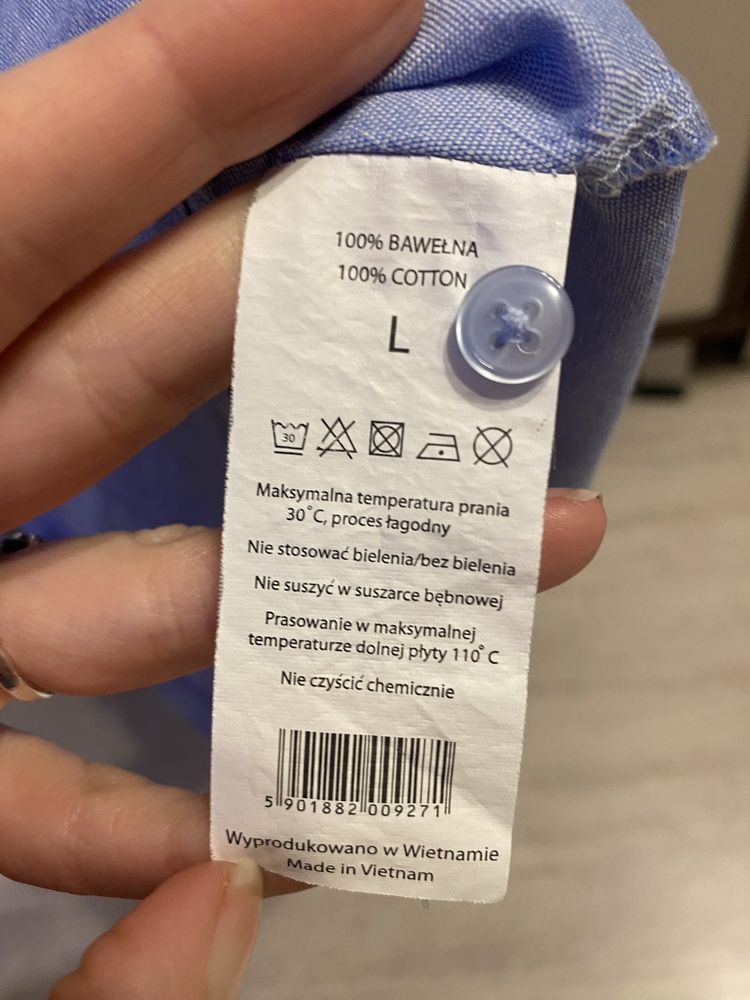 100% BAWEŁNA
100% COTTON
L
30
Maksymalna temperatura prania
30°C, proces łagodny
Nie stosować bielenia/bez bielenia
Nie suszyć w suszarce bębnowej
Prasowanie w maksymalnej
temperaturze dolnej płyty 110°C
Nie czyścić chemicznie
5 901882 009271
Wyprodukowano w Wietnamie
Made in Vietnam